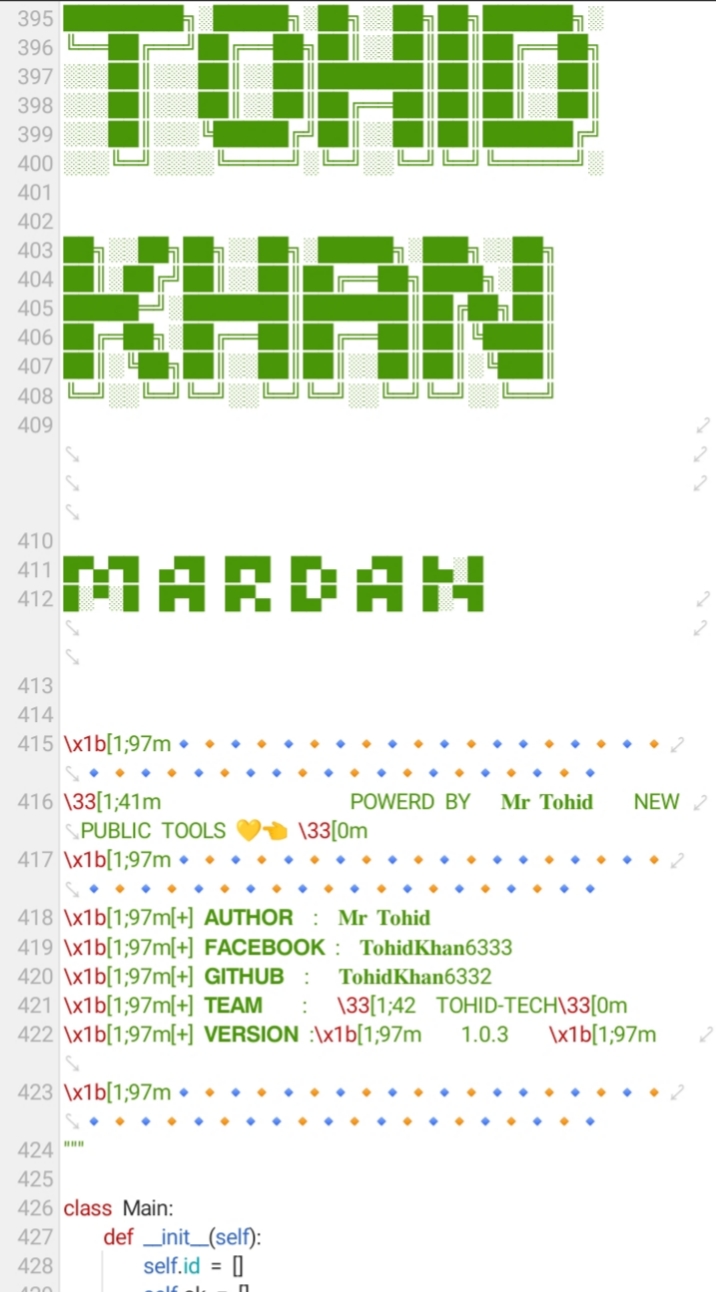 395 TOHID
396
397
398
399
400
401
402
403 KHAN
404
405
406
407
408
409
410
411 MARDAN
412
413
414
415 \x1b[1;97m🔹🔸🔹🔸🔹🔸🔹🔸🔹🔸🔹🔸🔹🔸🔹🔸🔹🔸🔸
🔹🔸🔹🔸🔹🔸🔹🔹🔸🔹🔸🔹🔸🔹🔸🔹🔸🔹🔸🔹
416 \33[1;41m POWERD BY 𝐌𝐫 𝐓𝐨𝐡𝐢𝐝 NEW
PUBLIC TOOLS 💛👈 \33[0m
417 \x1b[1;97m🔹🔸🔹🔸🔹🔸🔹🔸🔹🔸🔹🔸🔹🔸🔹🔸🔹🔸🔸
🔹🔸🔹🔸🔹🔸🔹🔹🔸🔹🔸🔹🔸🔹🔸🔹🔸🔹🔸🔹
418 \x1b[1;97m[+] 𝗔𝗨𝗧𝗛𝗢𝗥 : 𝐌𝐫 𝐓𝐨𝐡𝐢𝐝
419 \x1b[1;97m[+] 𝗙𝗔𝗖𝗘𝗕𝗢𝗢𝗞 : 𝐓𝐨𝐡𝐢𝐝𝐊𝐡𝐚𝐧6333
420 \x1b[1;97m[+] 𝗚𝗜𝗧𝗛𝗨𝗕 : 𝐓𝐨𝐡𝐢𝐝𝐊𝐡𝐚𝐧6332
421 \x1b[1;97m[+] 𝗧𝗘𝗔𝗠 : \33[1;42 TOHID-TECH\33[0m
422 \x1b[1;97m[+] 𝗩𝗘𝗥𝗦𝗜𝗢𝗡 :\x1b[1;97m 1.0.3 \x1b[1;97m
423 \x1b[1;97m🔹🔸🔹🔸🔹🔸🔹🔸🔹🔸🔹🔸🔹🔸🔹🔸🔹🔸🔸
🔹🔸🔹🔸🔹🔸🔹🔹🔸🔹🔸🔹🔸🔹🔸🔹🔸🔹🔸🔹
424 """
425
426 class Main:
427 def __init__(self):
428 self.id = []